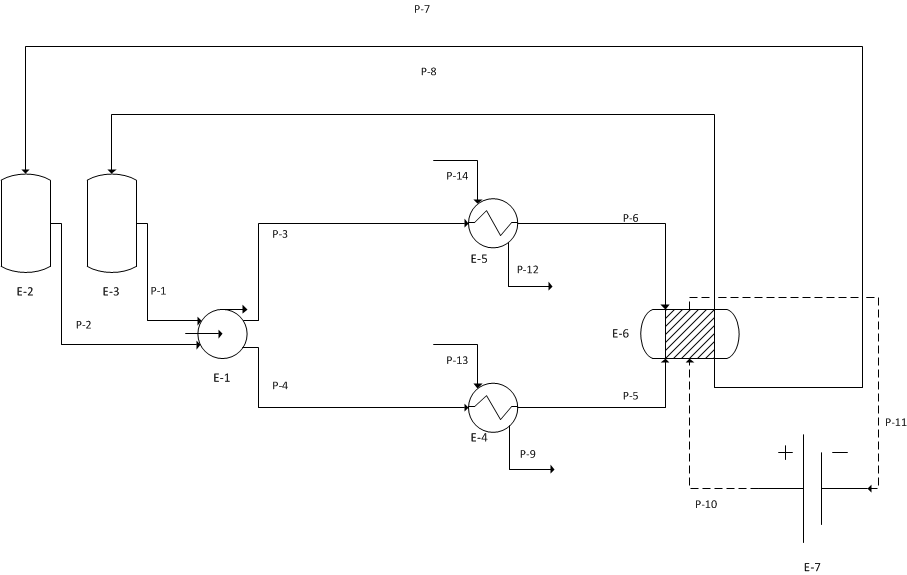 P-7
P-8
P-14
P-3
P-6
E-5
P-12
E-2
E-3
P-1
P-2
E-6
P-13
E-1
P-4
P-5
P-11
E-4
+
−
P-9
P-10
E-7